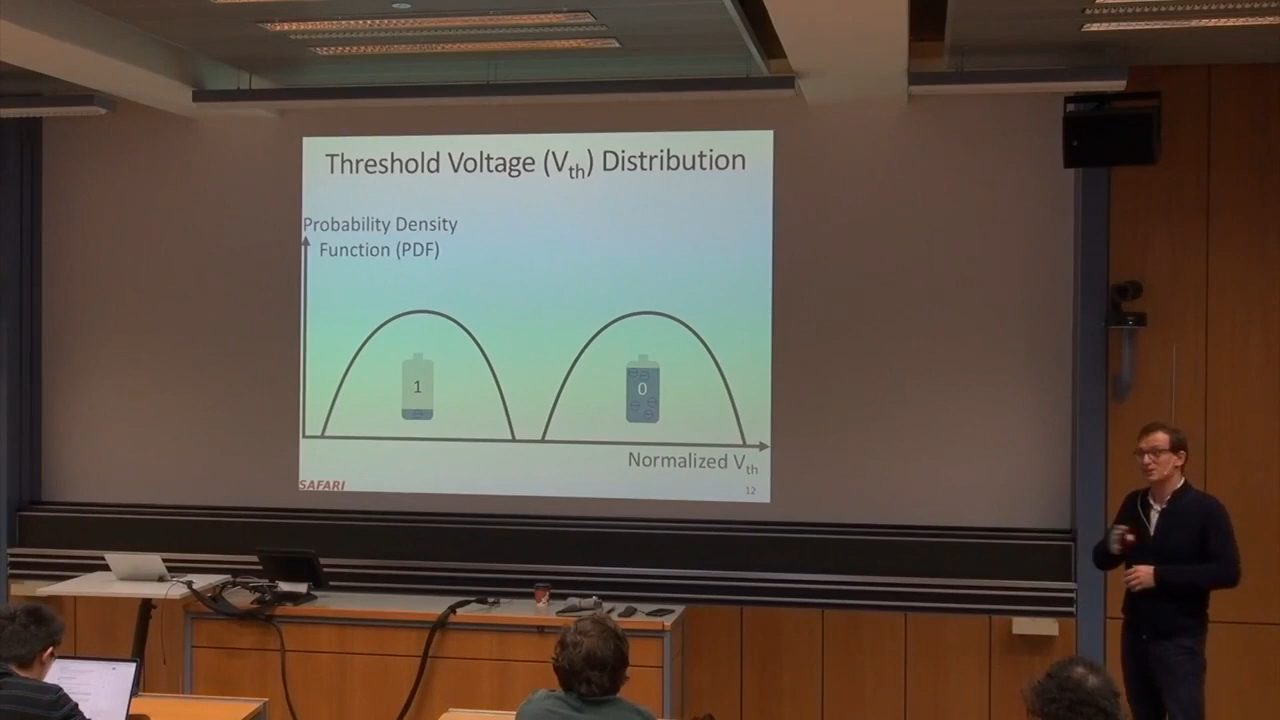 Threshold Voltage (Vth) Distribution
Probability Density
Function (PDF)
1
0
Normalized Vth
SAFARI
12